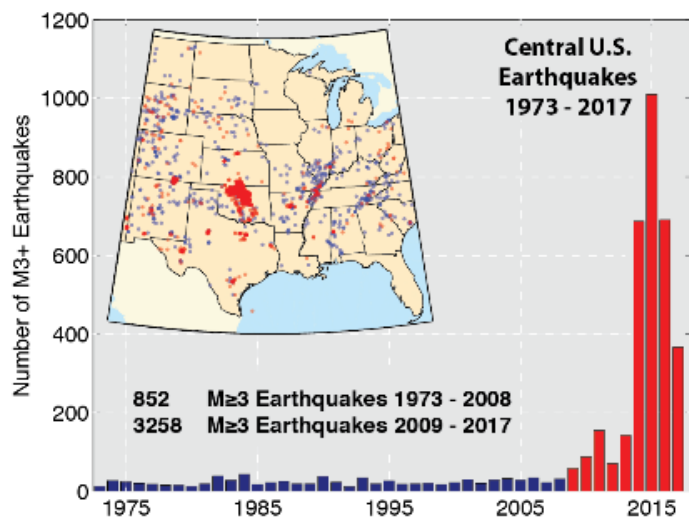 1200
1000
800
600
400
200
0
Number of M3+ Earthquakes
Central U.S.
Earthquakes
1973 - 2017
852 M≥3 Earthquakes 1973 - 2008
3258 M≥3 Earthquakes 2009 - 2017
1975 1985 1995 2005 2015